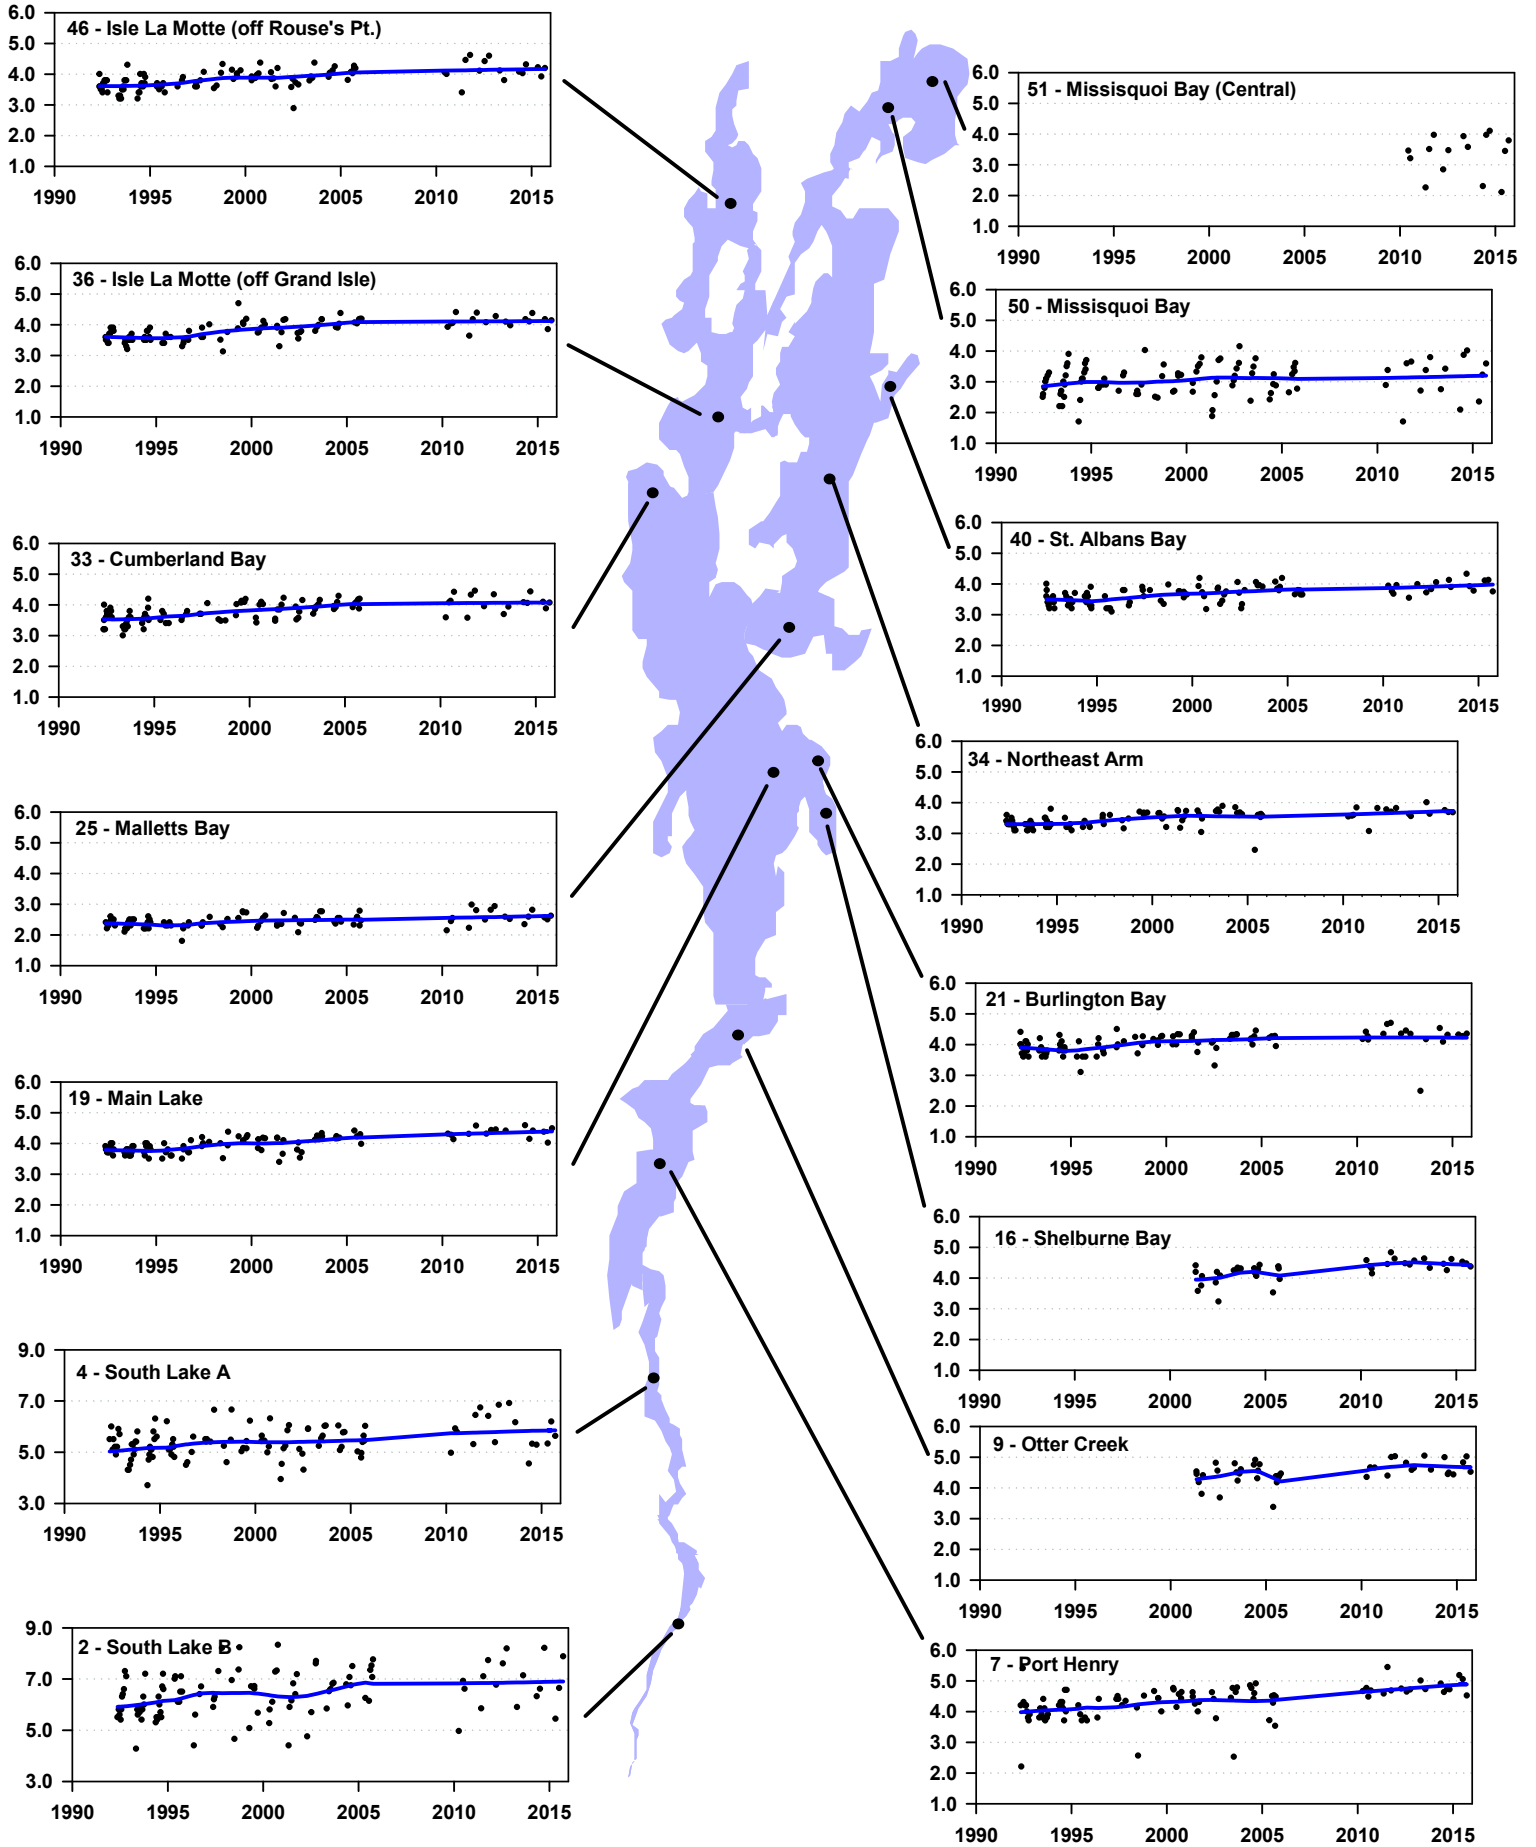 46 - Isle La Motte (off Rouse's Pt.)
6.0
5.0
4.0
3.0
2.0
1.0
1990 1995 2000 2005 2010 2015
36 - Isle La Motte (off Grand Isle)
6.0
5.0
4.0
3.0
2.0
1.0
1990 1995 2000 2005 2010 2015
33 - Cumberland Bay
6.0
5.0
4.0
3.0
2.0
1.0
1990 1995 2000 2005 2010 2015
25 - Malletts Bay
6.0
5.0
4.0
3.0
2.0
1.0
1990 1995 2000 2005 2010 2015
19 - Main Lake
6.0
5.0
4.0
3.0
2.0
1.0
1990 1995 2000 2005 2010 2015
4 - South Lake A
9.0
7.0
5.0
3.0
1990 1995 2000 2005 2010 2015
2 - South Lake B
9.0
7.0
5.0
3.0
1990 1995 2000 2005 2010 2015
51 - Missisquoi Bay (Central)
6.0
5.0
4.0
3.0
2.0
1.0
1990 1995 2000 2005 2010 2015
50 - Missisquoi Bay
6.0
5.0
4.0
3.0
2.0
1.0
1990 1995 2000 2005 2010 2015
40 - St. Albans Bay
6.0
5.0
4.0
3.0
2.0
1.0
1990 1995 2000 2005 2010 2015
34 - Northeast Arm
6.0
5.0
4.0
3.0
2.0
1.0
1990 1995 2000 2005 2010 2015
21 - Burlington Bay
6.0
5.0
4.0
3.0
2.0
1.0
1990 1995 2000 2005 2010 2015
16 - Shelburne Bay
6.0
5.0
4.0
3.0
2.0
1.0
1990 1995 2000 2005 2010 2015
9 - Otter Creek
6.0
5.0
4.0
3.0
2.0
1.0
1990 1995 2000 2005 2010 2015
7 - Port Henry
6.0
5.0
4.0
3.0
2.0
1.0
1990 1995 2000 2005 2010 2015